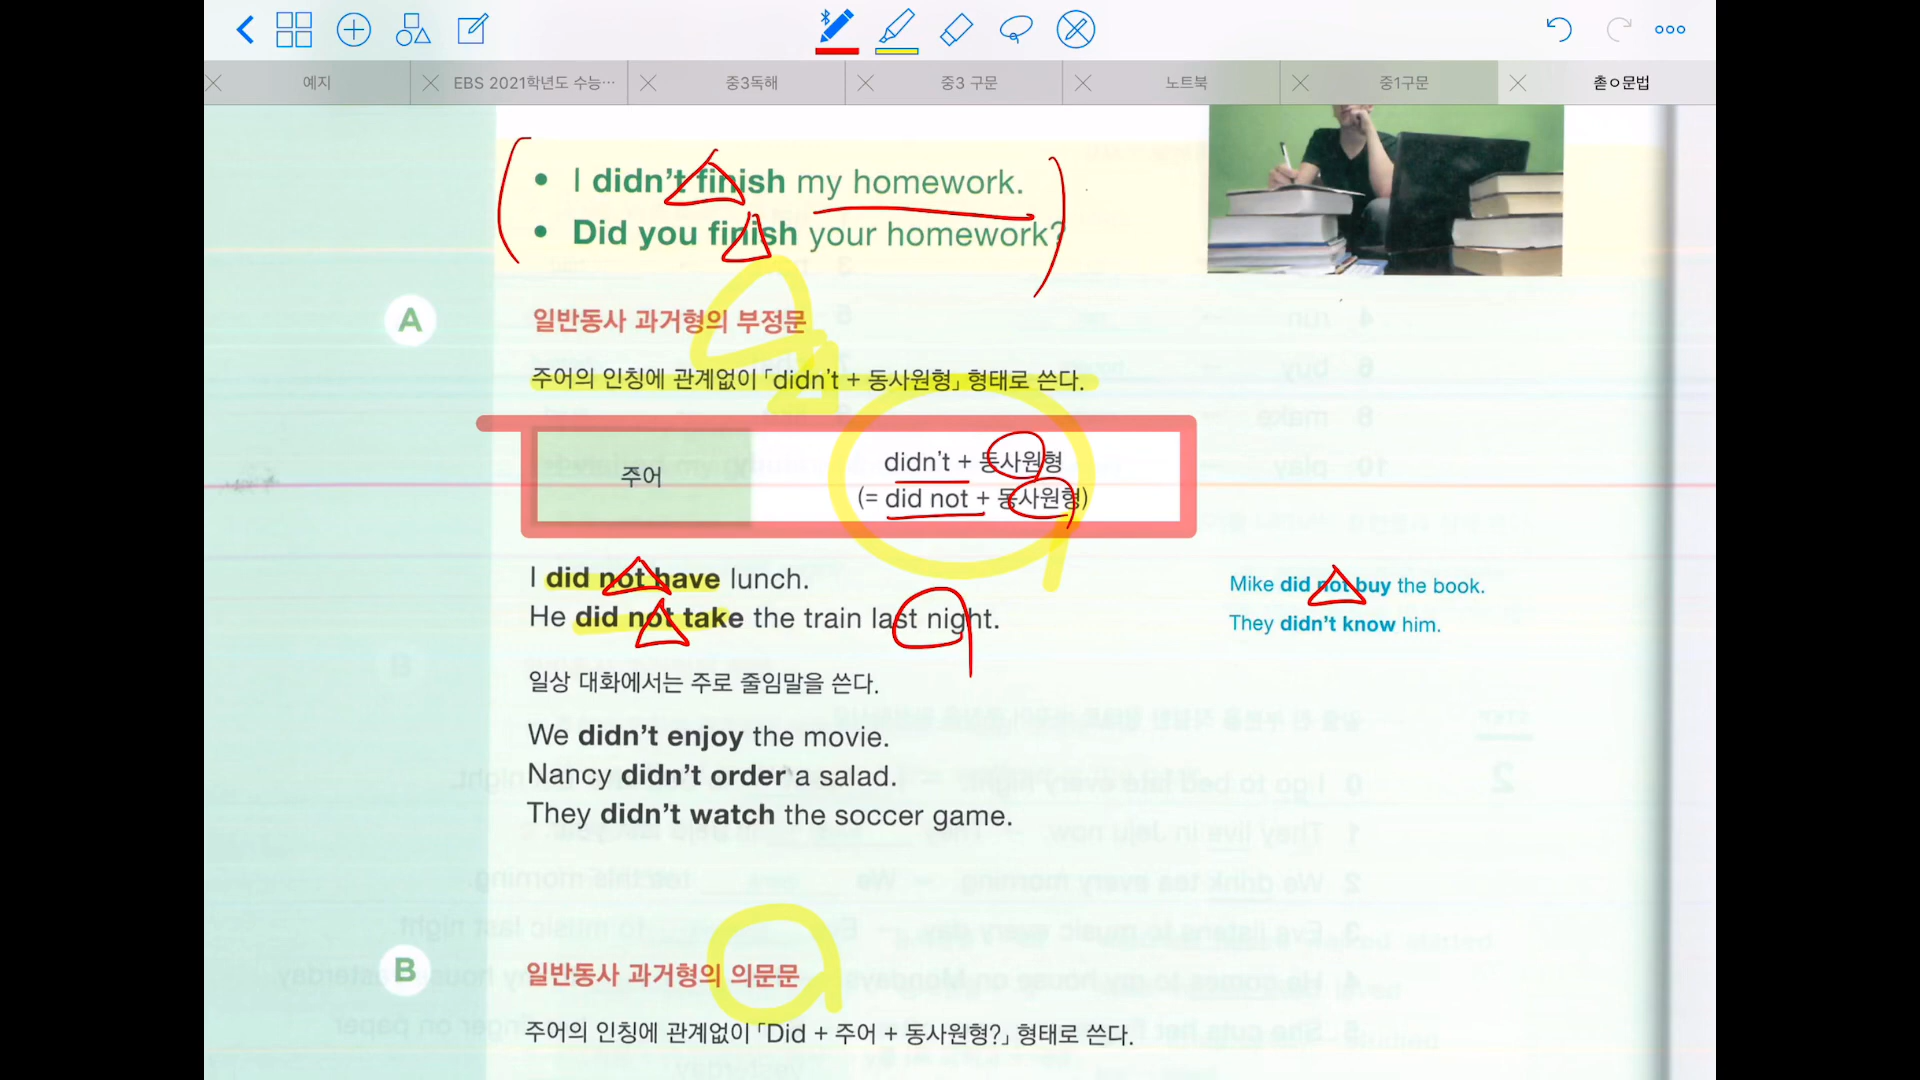 예지
EBS 2021학년도 수능…
중3독해
중3 구문
노트북
중1구문
촏ㅇ문법
• I didn't finish my homework.
• Did you finish your homework?
A
일반동사 과거형의 부정문
주어의 인칭에 관계없이 「didn't + 동사원형」 형태로 쓴다.
주어
didn't + 동사원형
(= did not + 동사원형)
I did not have lunch.
He did not take the train last night.
Mike did not buy the book.
They didn't know him.
일상 대화에서는 주로 줄임말을 쓴다.
We didn't enjoy the movie.
Nancy didn't order a salad.
They didn't watch the soccer game.
B
일반동사 과거형의 의문문
주어의 인칭에 관계없이 「Did + 주어 + 동사원형?」 형태로 쓴다.